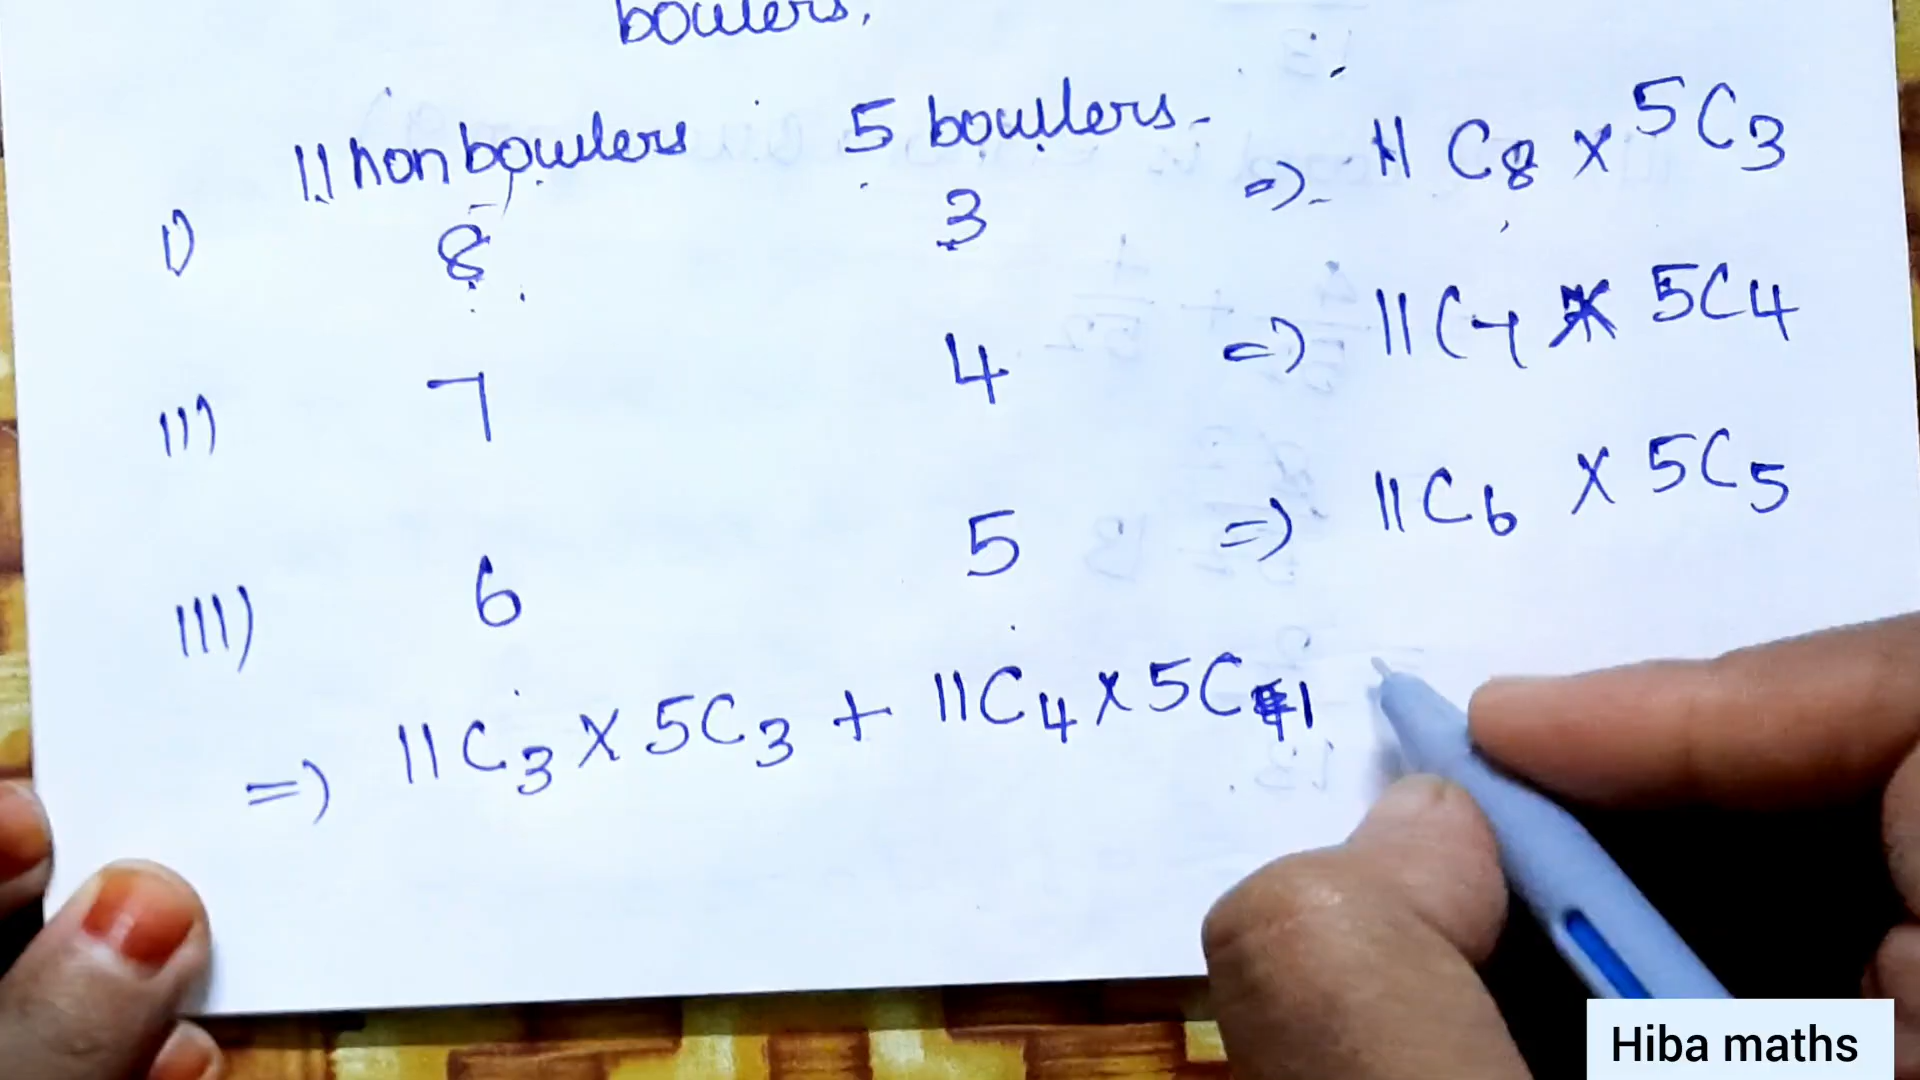 bowlers.
11 non bowlers 5 bowlers.
i) 8 3 => 11C8 x 5C3
ii) 7 4 => 11C7 x 5C4
iii) 6 5 => 11C6 x 5C5
=> 11C3 x 5C3 + 11C4 x 5C1
Hiba maths